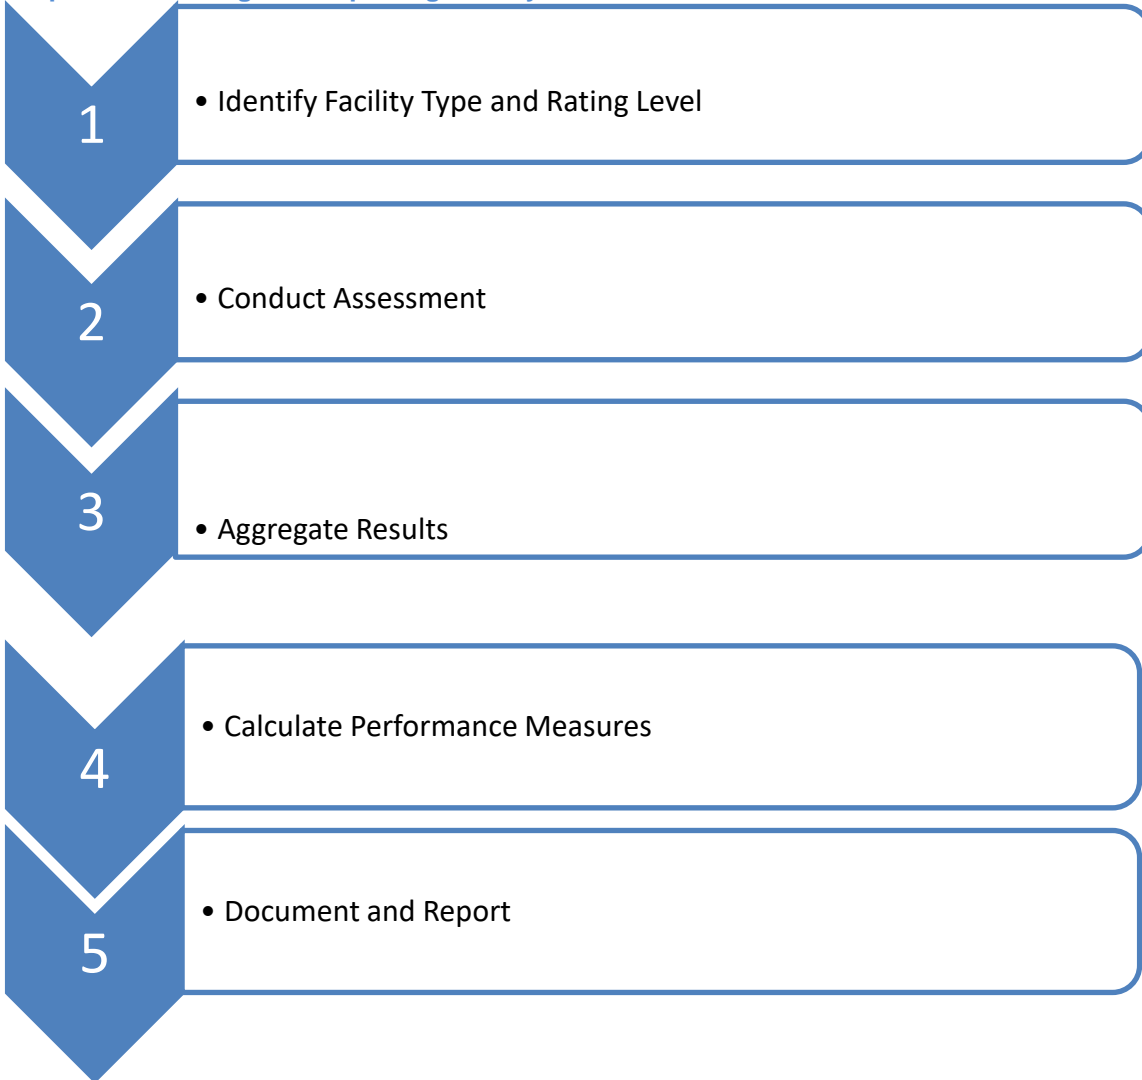 1
• Identify Facility Type and Rating Level
2
• Conduct Assessment
3
• Aggregate Results
4
• Calculate Performance Measures
5
• Document and Report